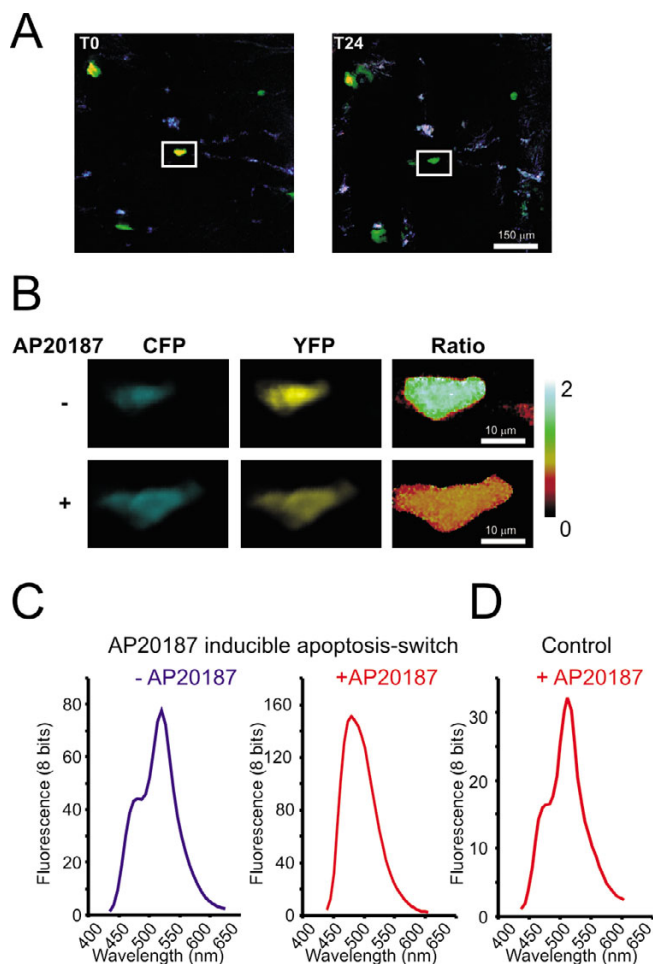 A
T0
T24
150 µm
B
AP20187 CFP YFP Ratio
-
10 µm
+
10 µm
2
0
C
D
AP20187 inducible apoptosis-switch
Control
- AP20187
+AP20187
+ AP20187
Fluorescence (8 bits)
80
60
40
20
0
400 450 500 550 600 650
Wavelength (nm)
Fluorescence (8 bits)
160
120
80
40
0
400 450 500 550 600 650
Wavelength (nm)
Fluorescence (8 bits)
30
20
10
0
400 450 500 550 600 650
Wavelength (nm)